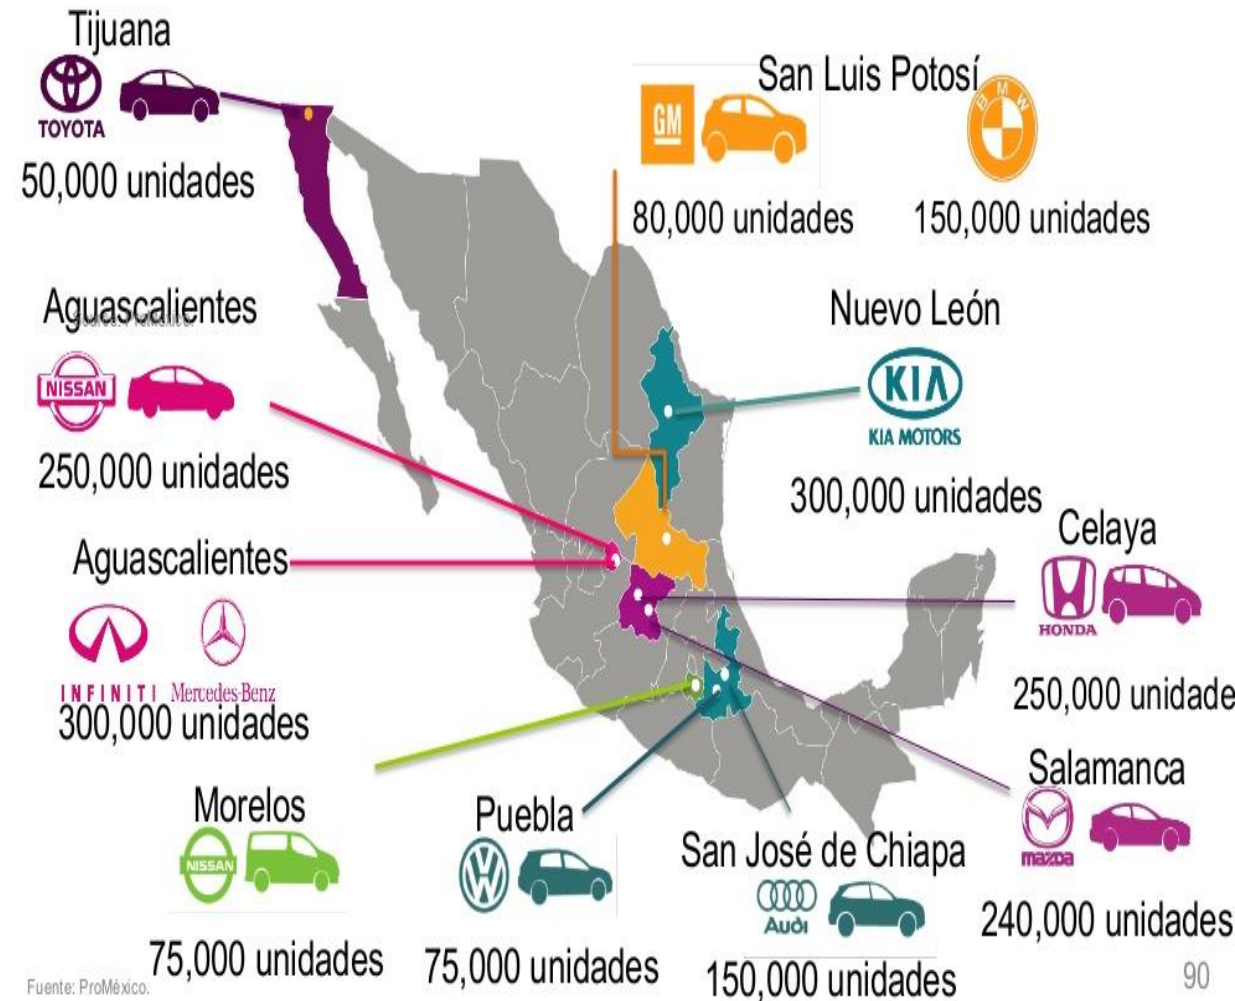 Tijuana
TOYOTA
50,000 unidades
San Luis Potosí
GM
BMW
80,000 unidades
150,000 unidades
Aguascalientes
Source: ProMéxico.
NISSAN
250,000 unidades
Nuevo León
KIA
KIA MOTORS
300,000 unidades
Aguascalientes
INFINITI
Mercedes-Benz
300,000 unidades
Celaya
HONDA
250,000 unidade
Salamanca
mazda
240,000 unidades
Morelos
NISSAN
75,000 unidades
Puebla
75,000 unidades
San José de Chiapa
Audi
150,000 unidades
Fuente: ProMéxico.
90